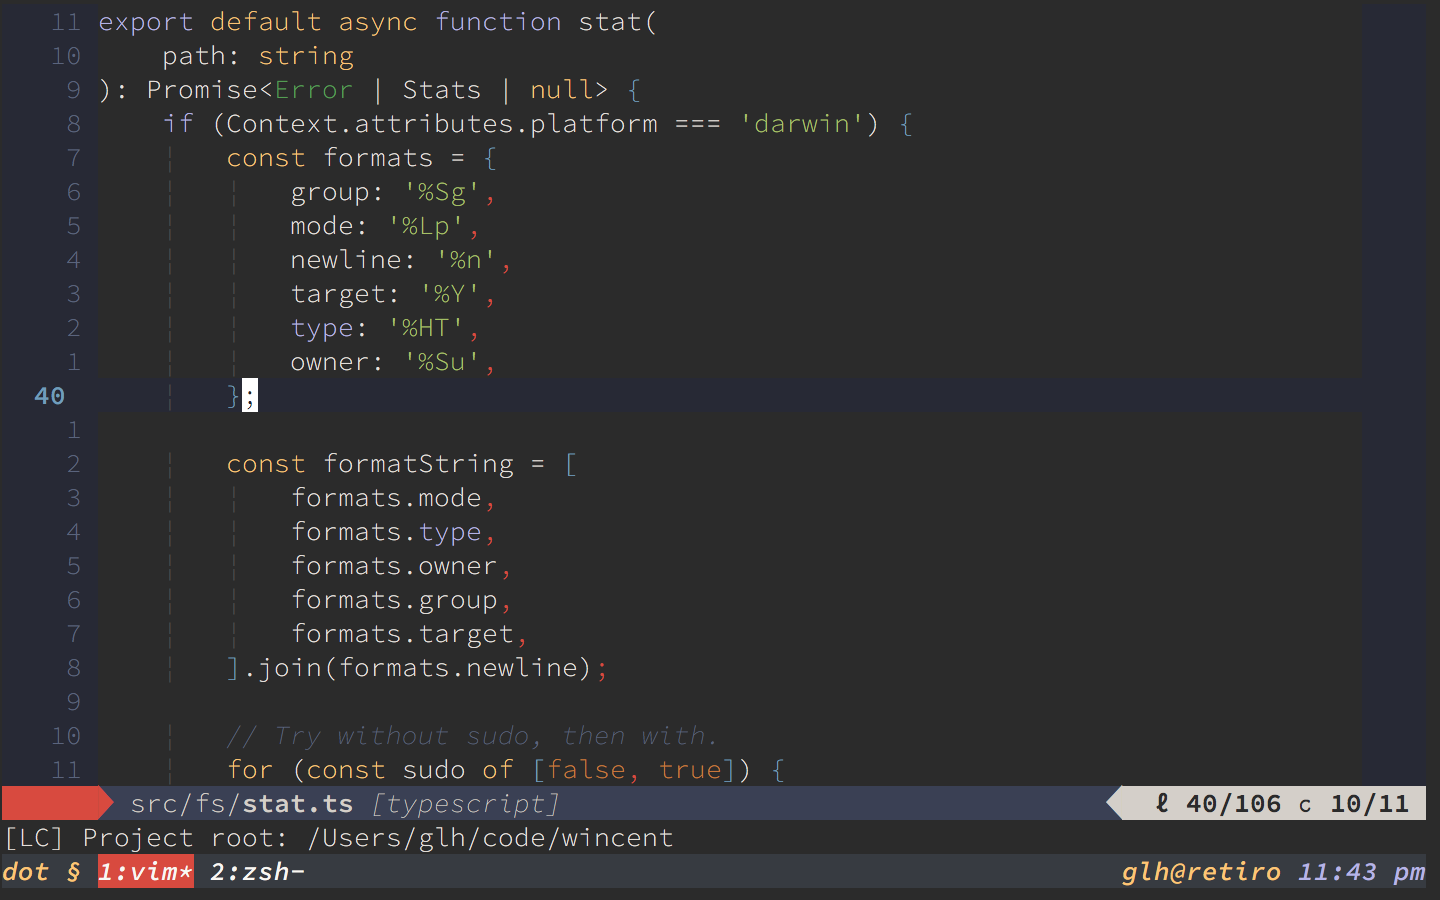 11 export default async function stat(
10     path: string
9 ): Promise<Error | Stats | null> {
8     if (Context.attributes.platform === 'darwin') {
7         const formats = {
6             group: '%Sg',
5             mode: '%Lp',
4             newline: '%n',
3             target: '%Y',
2             type: '%HT',
1             owner: '%Su',
40         };
1
2         const formatString = [
3             formats.mode,
4             formats.type,
5             formats.owner,
6             formats.group,
7             formats.target,
8         ].join(formats.newline);
9
10         // Try without sudo, then with.
11         for (const sudo of [false, true]) {
src/fs/stat.ts [typescript] ℓ 40/106 c 10/11
[LC] Project root: /Users/glh/code/wincent
dot § 1:vim* 2:zsh- glh@retiro 11:43 pm